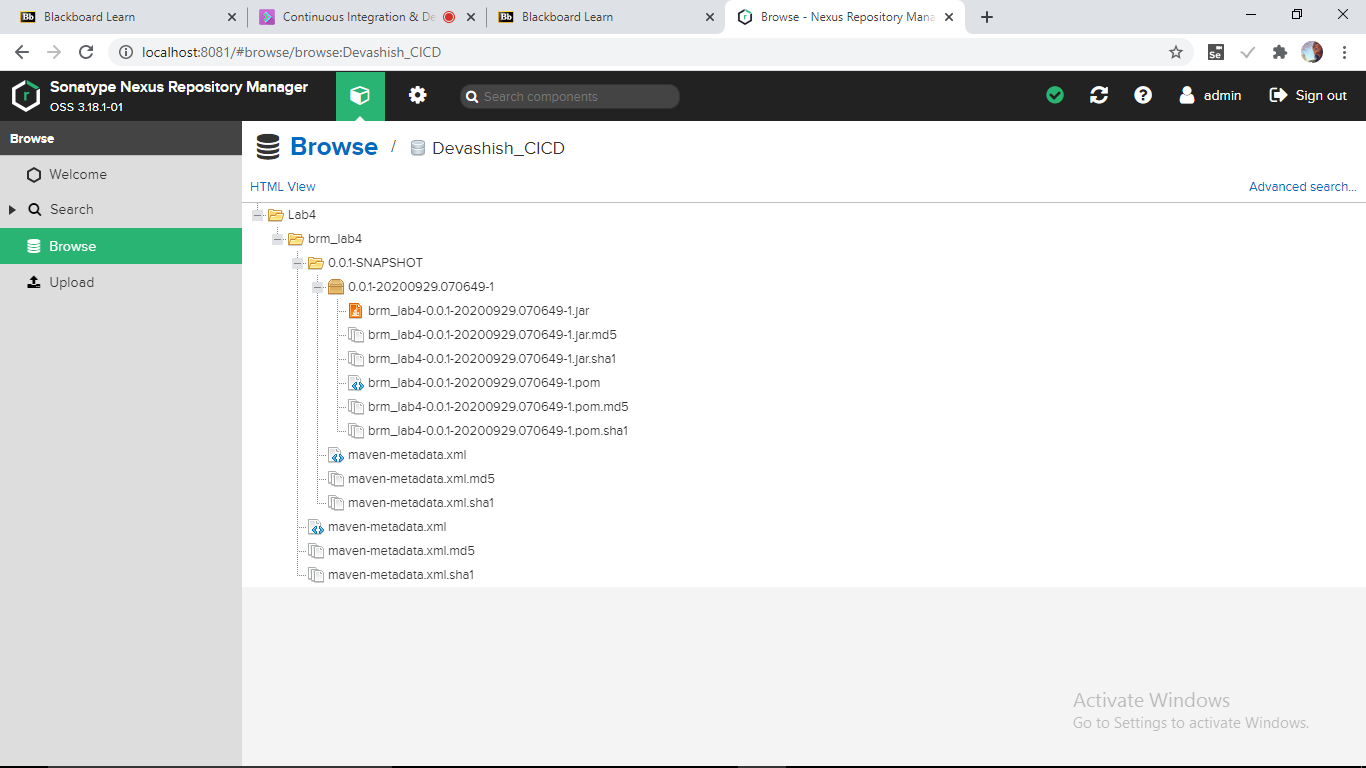 Bb Blackboard Learn
Continuous Integration & De
Bb Blackboard Learn
Browse - Nexus Repository Mana
localhost:8081/#browse/browse:Devashish_CICD
Se
Sonatype Nexus Repository Manager
OSS 3.18.1-01
Search components
admin
Sign out
Browse
Welcome
Search
Browse
Upload
Browse / Devashish_CICD
HTML View
Advanced search...
Lab4
brm_lab4
0.0.1-SNAPSHOT
0.0.1-20200929.070649-1
brm_lab4-0.0.1-20200929.070649-1.jar
brm_lab4-0.0.1-20200929.070649-1.jar.md5
brm_lab4-0.0.1-20200929.070649-1.jar.sha1
brm_lab4-0.0.1-20200929.070649-1.pom
brm_lab4-0.0.1-20200929.070649-1.pom.md5
brm_lab4-0.0.1-20200929.070649-1.pom.sha1
maven-metadata.xml
maven-metadata.xml.md5
maven-metadata.xml.sha1
maven-metadata.xml
maven-metadata.xml.md5
maven-metadata.xml.sha1
Activate Windows
Go to Settings to activate Windows.